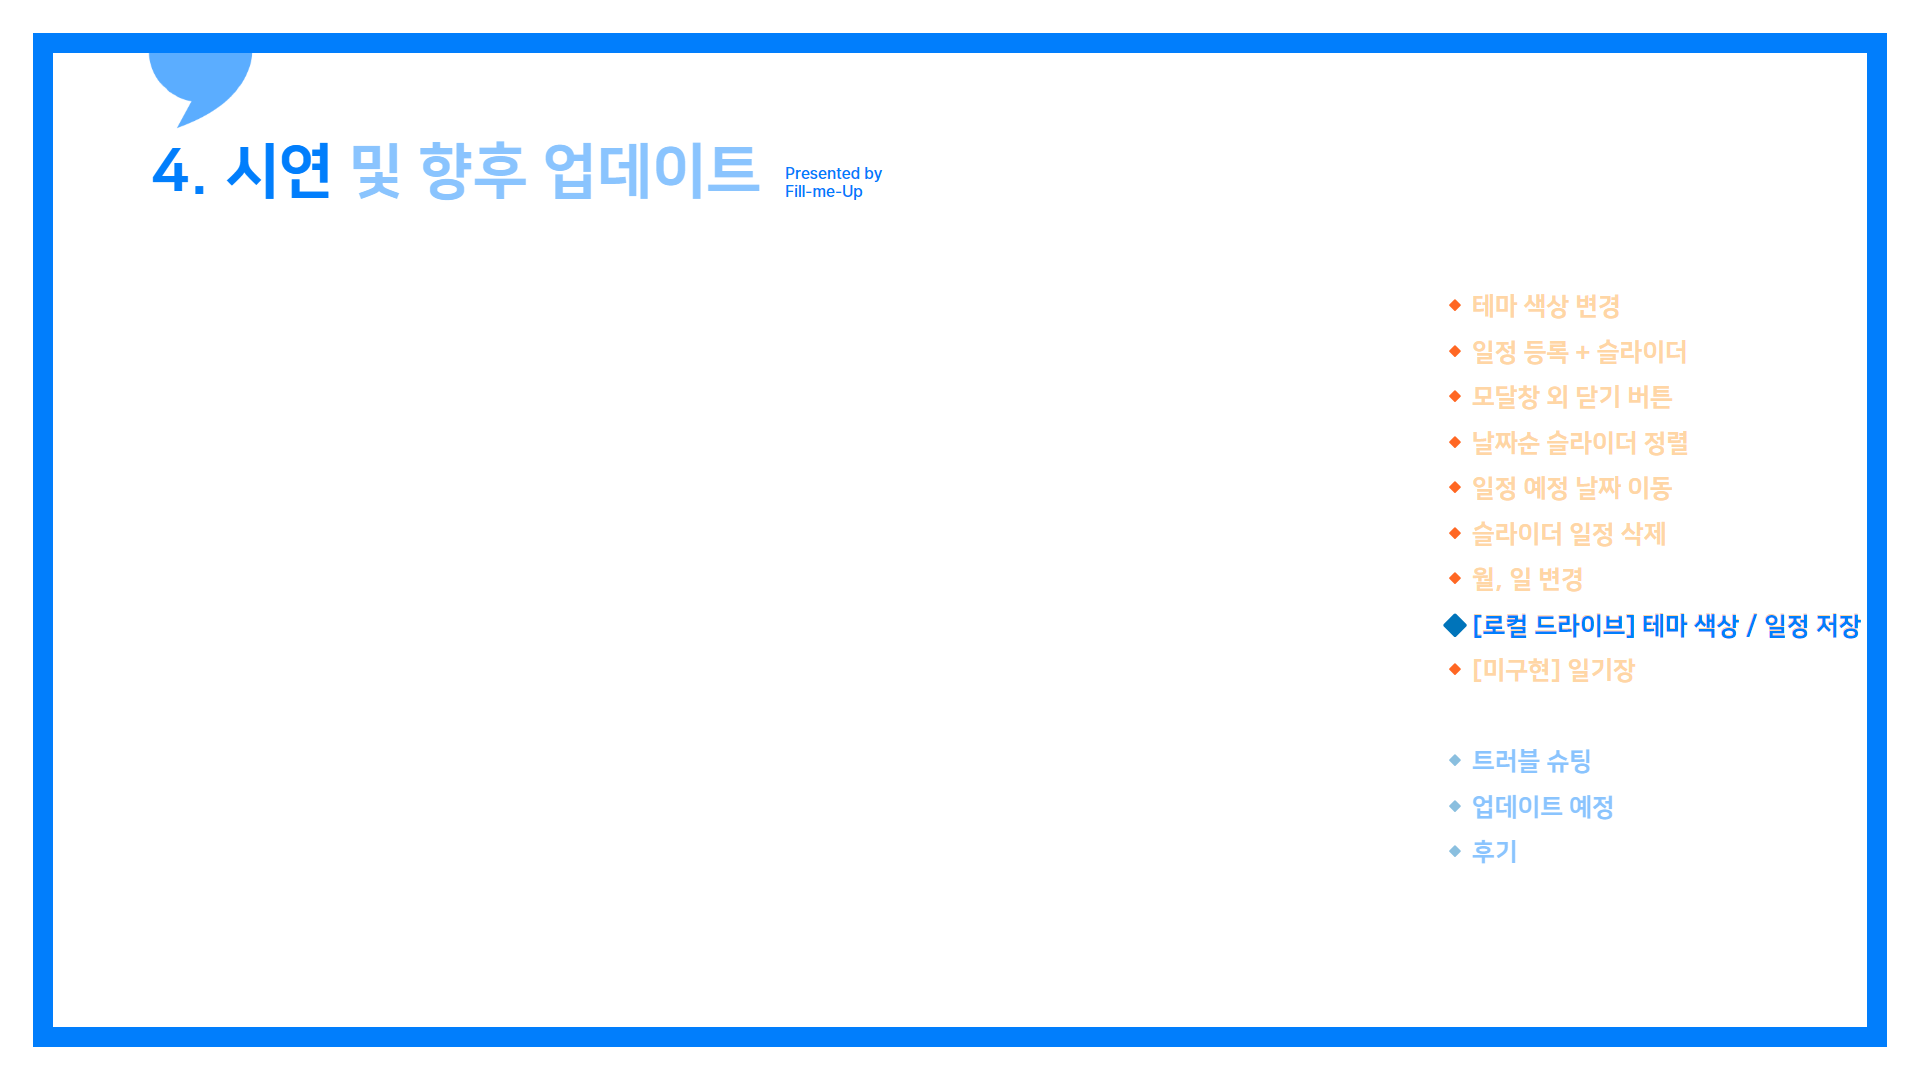 4. 시연 및 향후 업데이트
Presented by
Fill-me-Up
테마 색상 변경
일정 등록 + 슬라이더
모달창 외 닫기 버튼
날짜순 슬라이더 정렬
일정 예정 날짜 이동
슬라이더 일정 삭제
월, 일 변경
[로컬 드라이브] 테마 색상 / 일정 저장
[미구현] 일기장
트러블 슈팅
업데이트 예정
후기